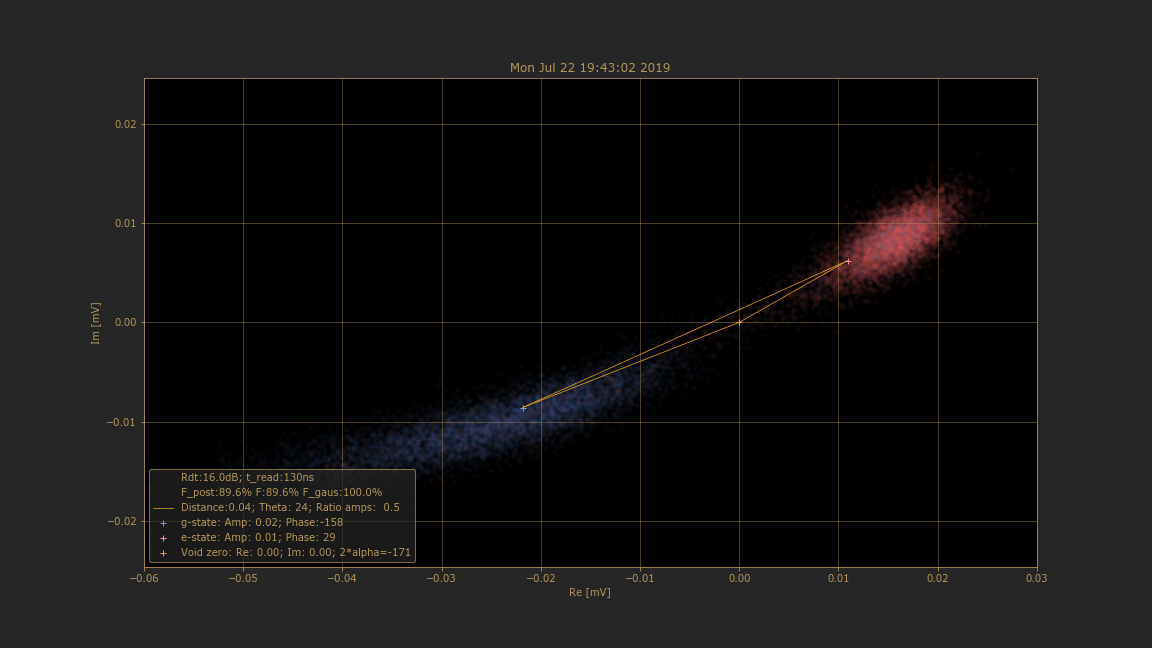 Mon Jul 22 19:43:02 2019
0.02
0.01
0.00
−0.01
−0.02
Im [mV]
Rdt:16.0dB; t_read:130ns
F_post:89.6% F:89.6% F_gaus:100.0%
Distance:0.04; Theta: 24; Ratio amps:  0.5
g-state: Amp: 0.02; Phase:-158
e-state: Amp: 0.01; Phase: 29
Void zero: Re: 0.00; Im: 0.00; 2*alpha=-171
−0.06 −0.05 −0.04 −0.03 −0.02 −0.01 0.00 0.01 0.02 0.03
Re [mV]